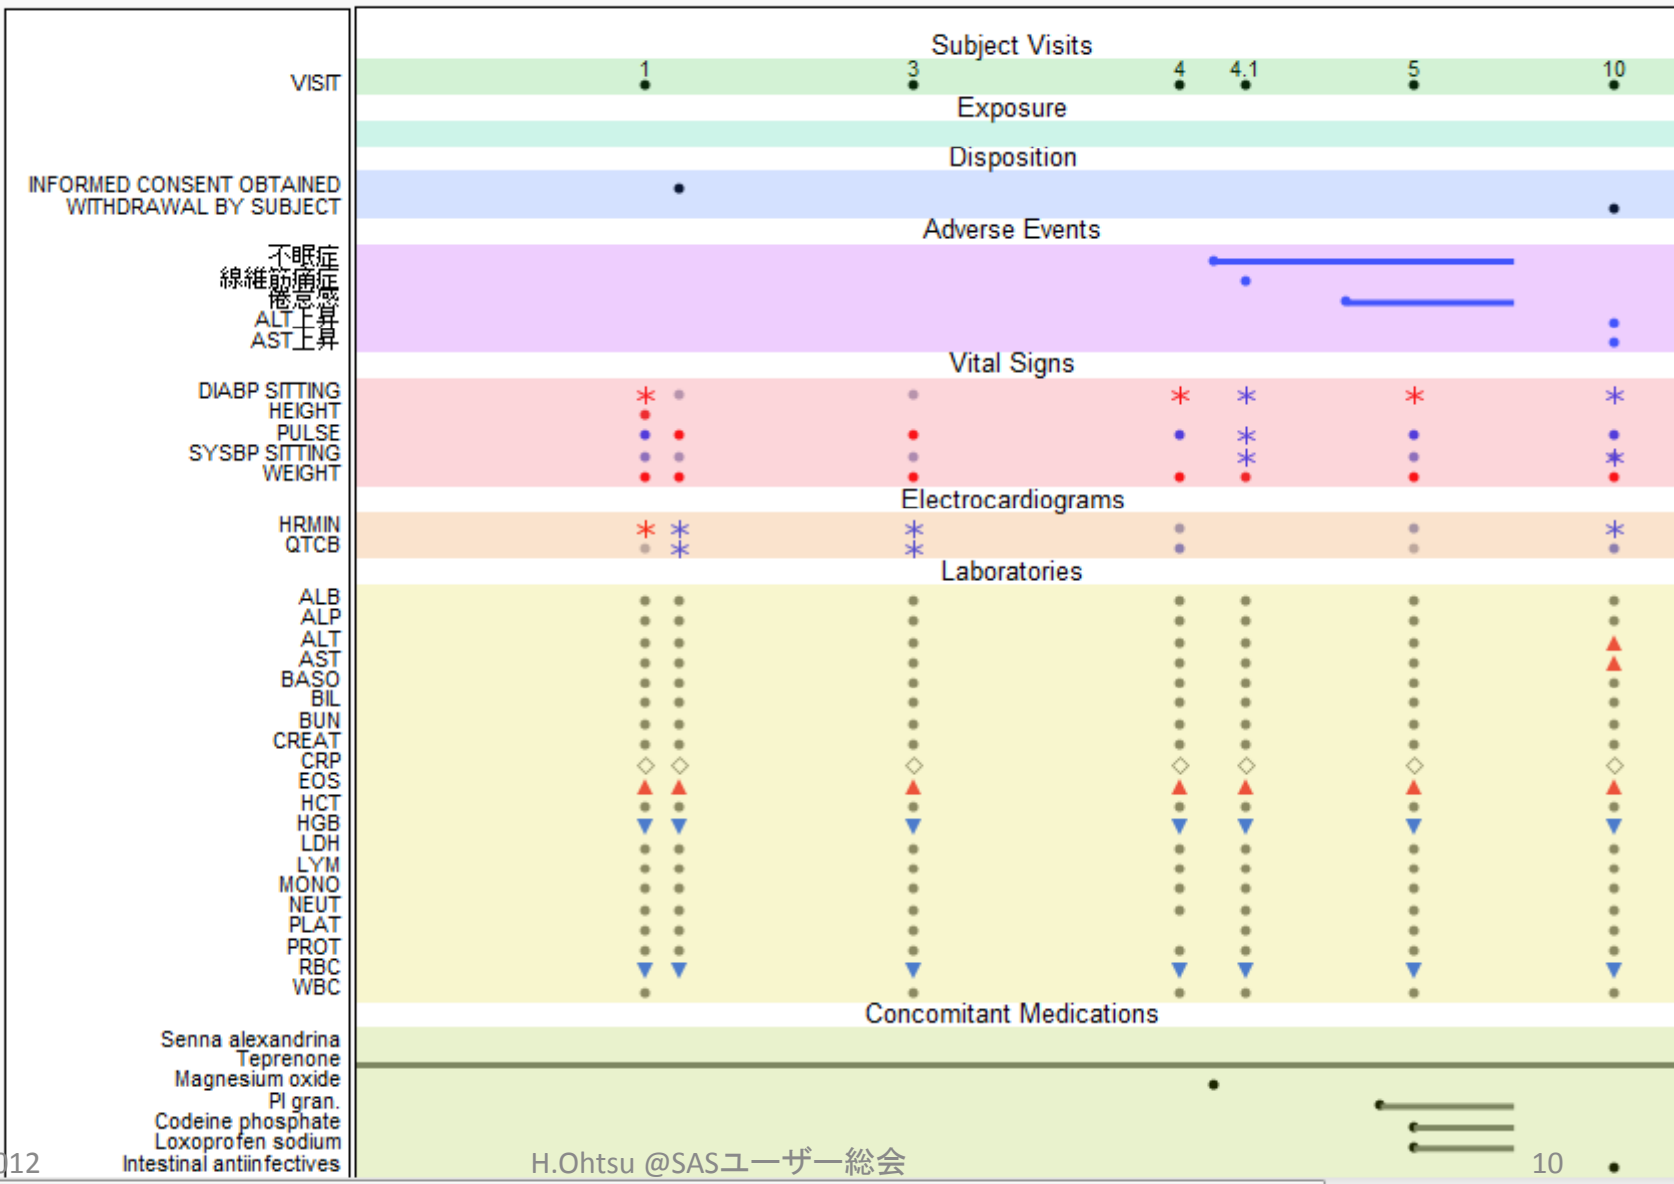 Subject Visits
VISIT
1 3 4 4.1 5 10
Exposure
Disposition
INFORMED CONSENT OBTAINED
WITHDRAWAL BY SUBJECT
Adverse Events
不眠症
線維筋痛症
倦怠感
ALT上昇
AST上昇
Vital Signs
DIABP SITTING
HEIGHT
PULSE
SYSBP SITTING
WEIGHT
Electrocardiograms
HRMIN
QTCB
Laboratories
ALB
ALP
ALT
AST
BASO
BIL
BUN
CREAT
CRP
EOS
HCT
HGB
LDH
LYM
MONO
NEUT
PLAT
PROT
RBC
WBC
Concomitant Medications
Senna alexandrina
Teprenone
Magnesium oxide
Pl gran.
Codeine phosphate
Loxoprofen sodium
Intestinal antiinfectives
012 H.Ohtsu @SASユーザー総会 10